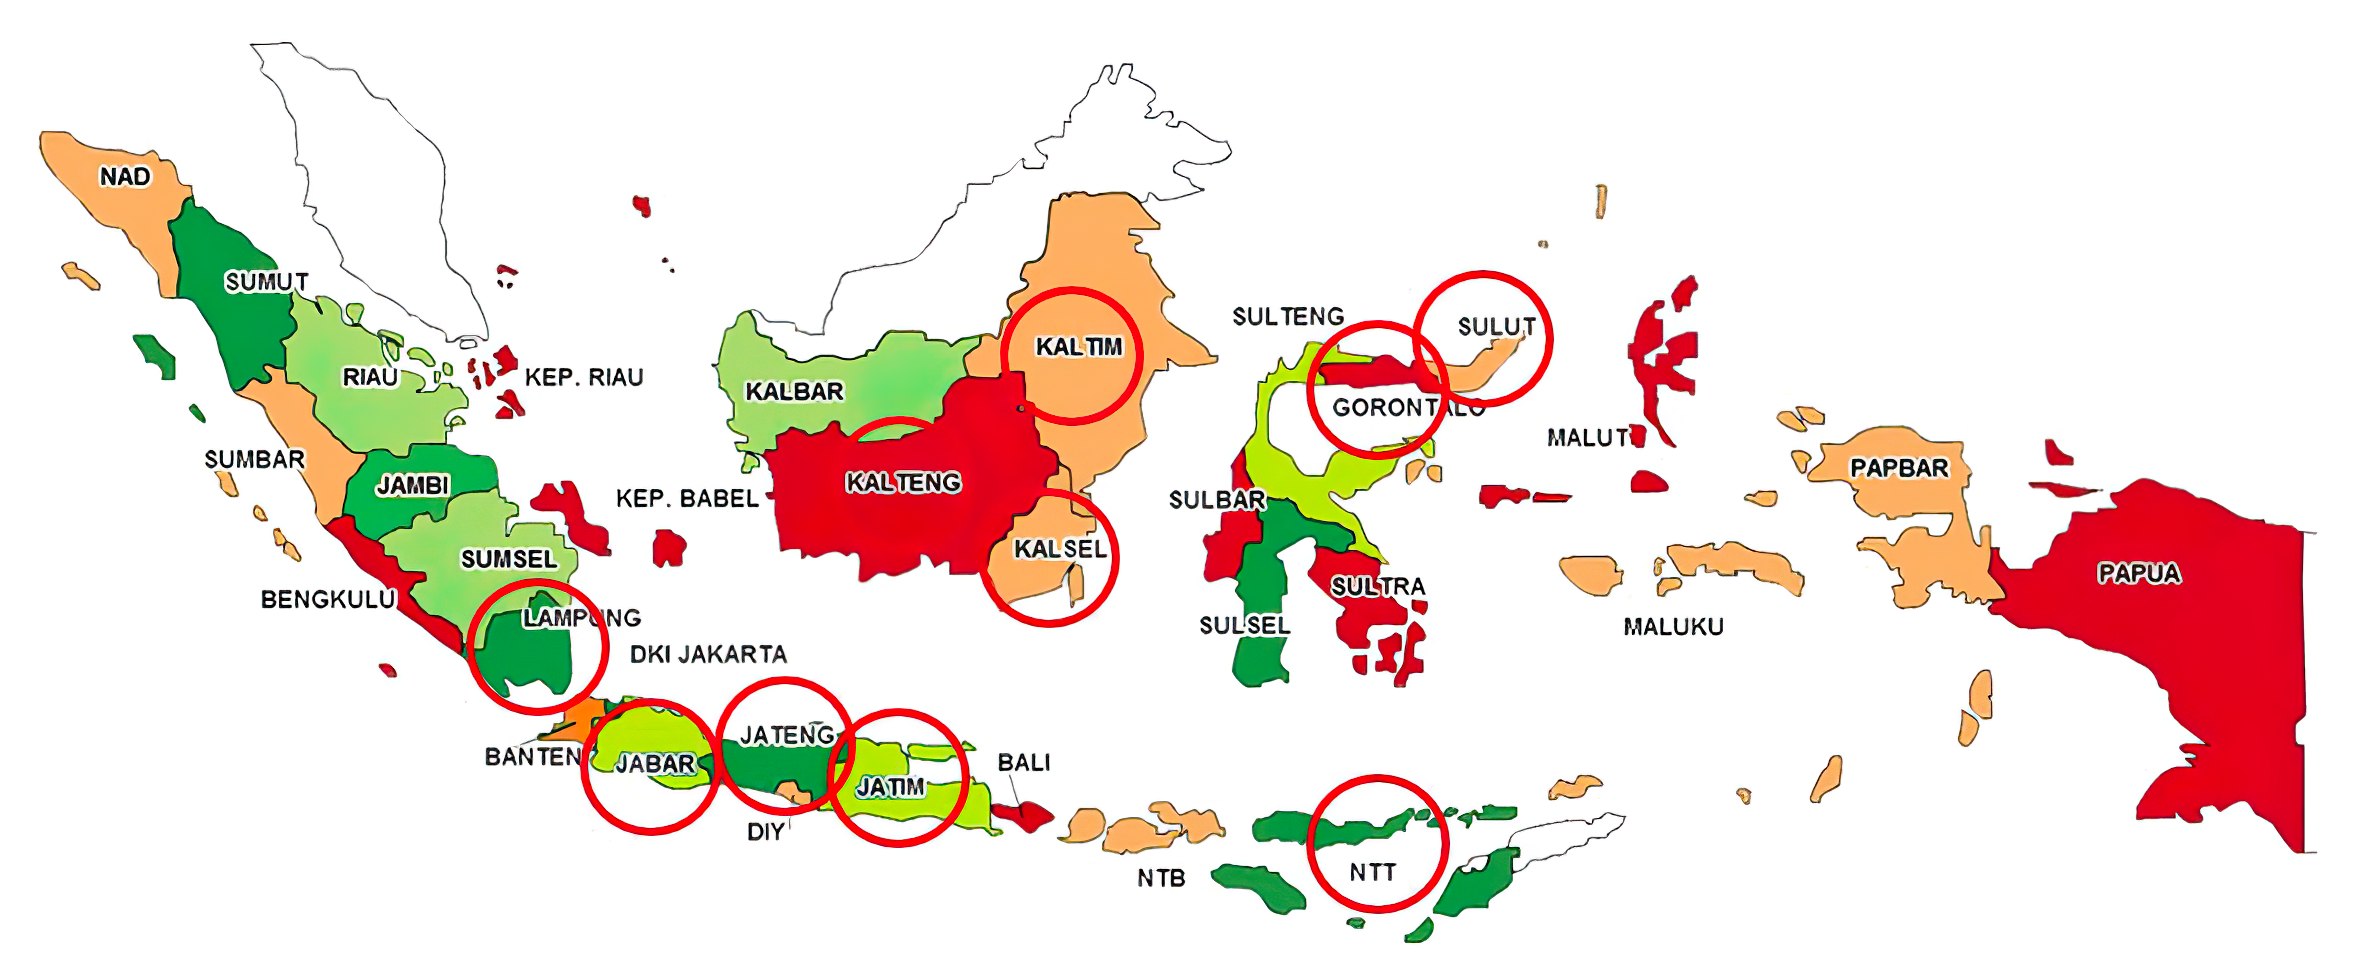 NAD
SUMUT
RIAU
KEP. RIAU
SUMBAR
JAMBI
KEP. BABEL
SUMSEL
BENGKULU
LAMPUNG
DKI JAKARTA
BANTEN
JABAR
JATENG
DIY
JATIM
BALI
NTB
NTT
KALBAR
KALTENG
KALTIM
KALSEL
SULTENG
SULUT
GORONTALO
SULBAR
SULTRA
SULSEL
MALUT
MALUKU
PAPBAR
PAPUA